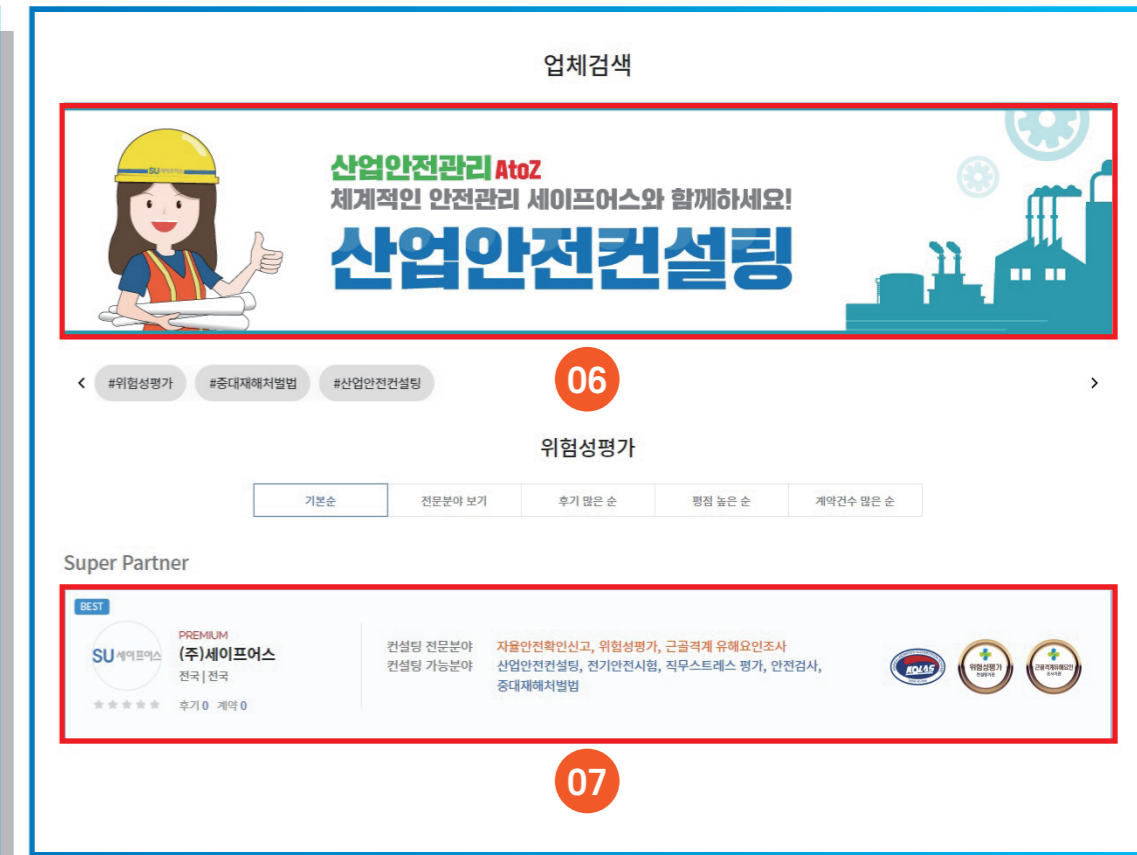 업체검색
SU 세이프어스
산업안전관리 AtoZ
체계적인 안전관리 세이프어스와 함께하세요!
산업안전컨설팅
#위험성평가 #중대재해처벌법 #산업안전컨설팅
06
위험성평가
기본순 전문분야 보기 후기 많은 순 평점 높은 순 계약건수 많은 순
Super Partner
BEST
SU 세이프어스
PREMIUM
(주)세이프어스
전국 | 전국
후기 0 계약 0
컨설팅 전문분야 자율안전확인신고, 위험성평가, 근골격계 유해요인조사
컨설팅 가능분야 산업안전컨설팅, 전기안전시험, 직무스트레스 평가, 안전검사,
중대재해처벌법
KOLAS
위험성평가
컨설팅기관
근골격계유해요인
조사기관
07